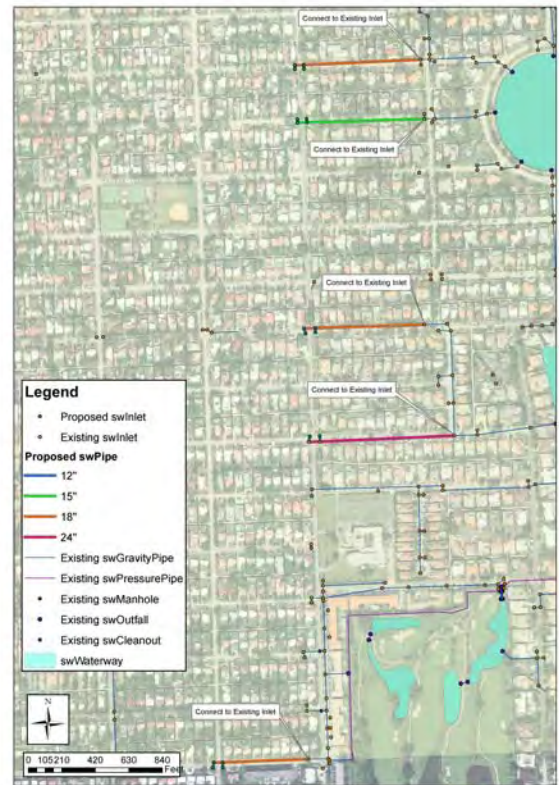 Connect to Existing Inlet
Connect to Existing Inlet
Connect to Existing Inlet
Connect to Existing Inlet
Legend
Proposed swInlet
Existing swInlet
Proposed swPipe
12"
15"
18"
24"
Existing swGravityPipe
Existing swPressurePipe
Existing swManhole
Existing swOutfall
Existing swCleanout
swWaterway
N
Connect to Existing Inlet
0 105 210 420 630 840
Feet